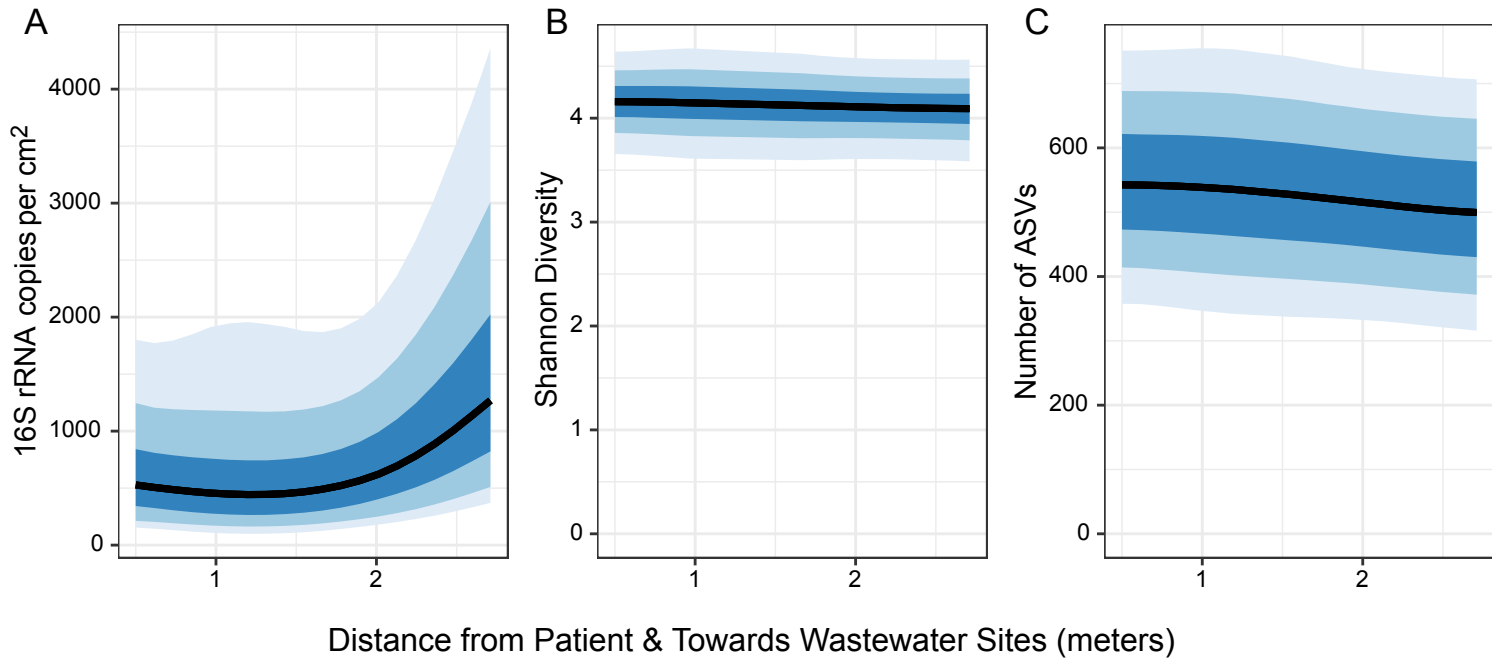 A
16S rRNA copies per cm²
4000
3000
2000
1000
0
1 2
B
Shannon Diversity
4
3
2
1
0
1 2
C
Number of ASVs
600
400
200
0
1 2
Distance from Patient & Towards Wastewater Sites (meters)